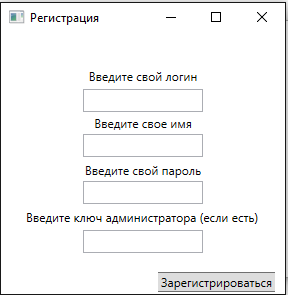 Регистрация
Введите свой логин
Введите свое имя
Введите свой пароль
Введите ключ администратора (если есть)
Зарегистрироваться